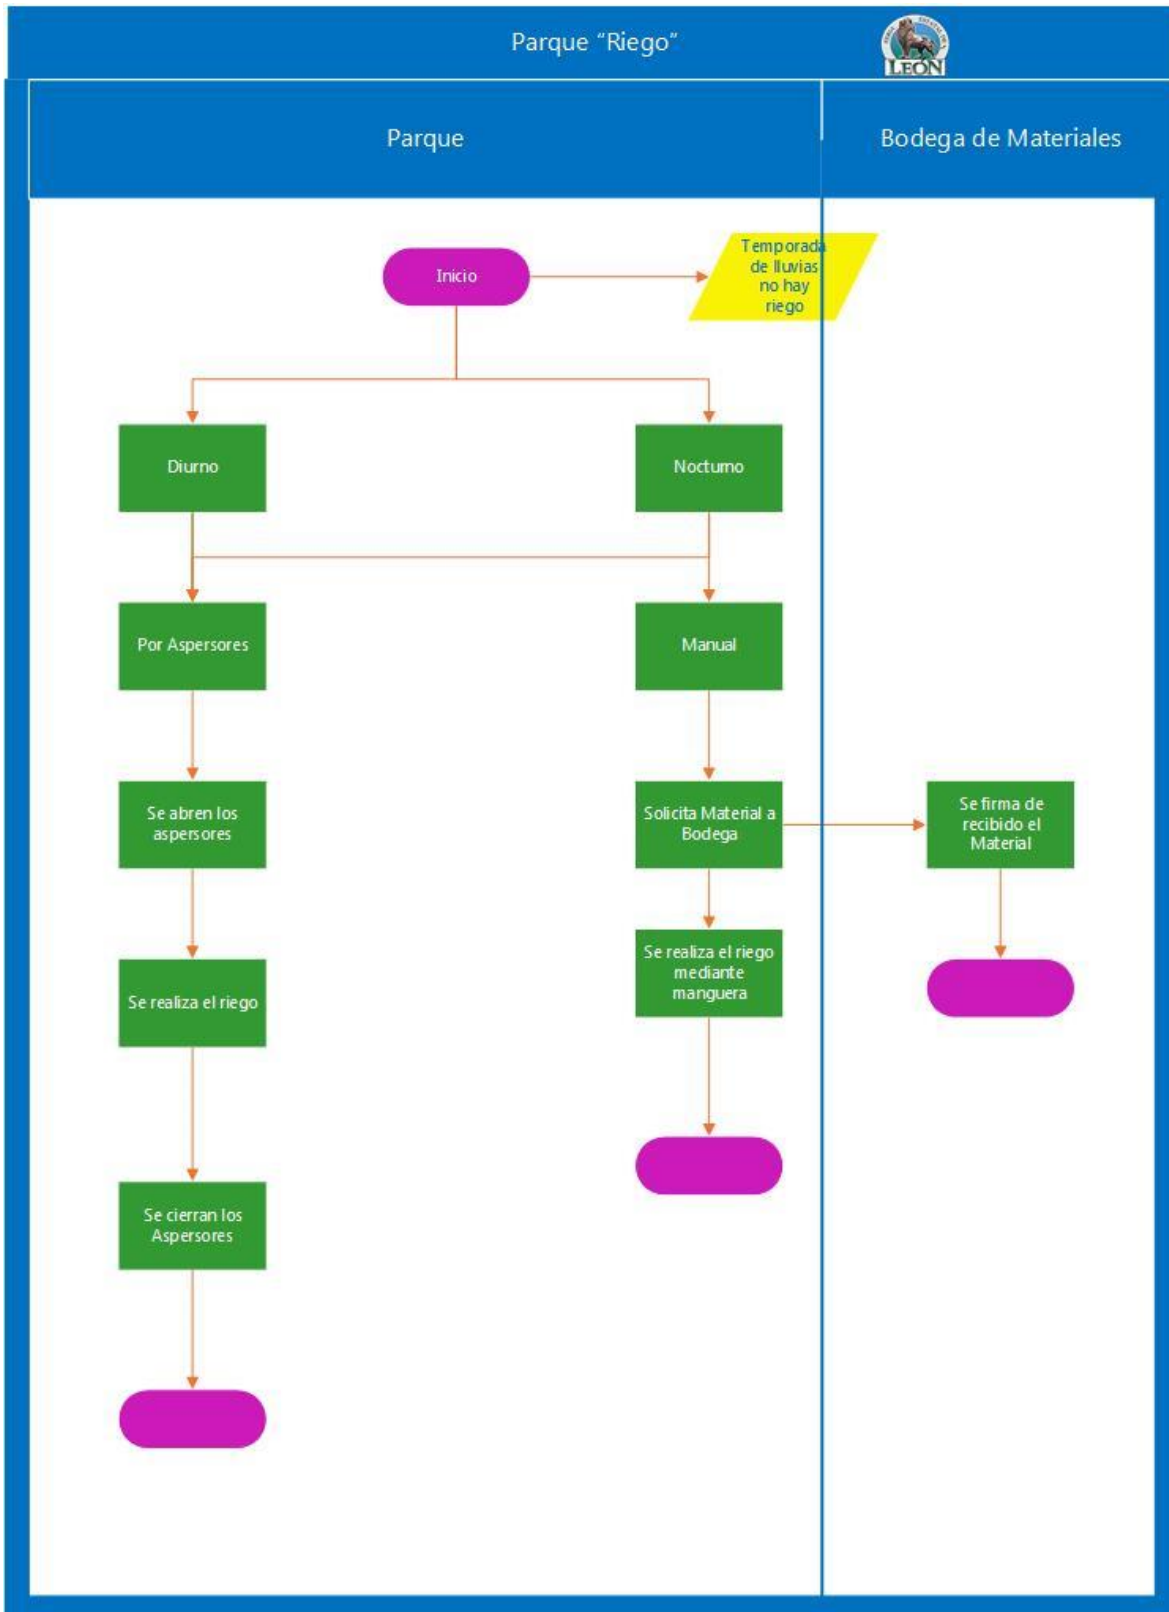 Parque “Riego”
LEÓN
Parque
Bodega de Materiales
Inicio
Temporada
de lluvias
no hay
riego
Diurno
Nocturno
Por Aspersores
Manual
Se abren los
aspersores
Solicita Material a
Bodega
Se firma de
recibido el
Material
Se realiza el riego
Se realiza el riego
mediante
manguera
Se cierran los
Aspersores